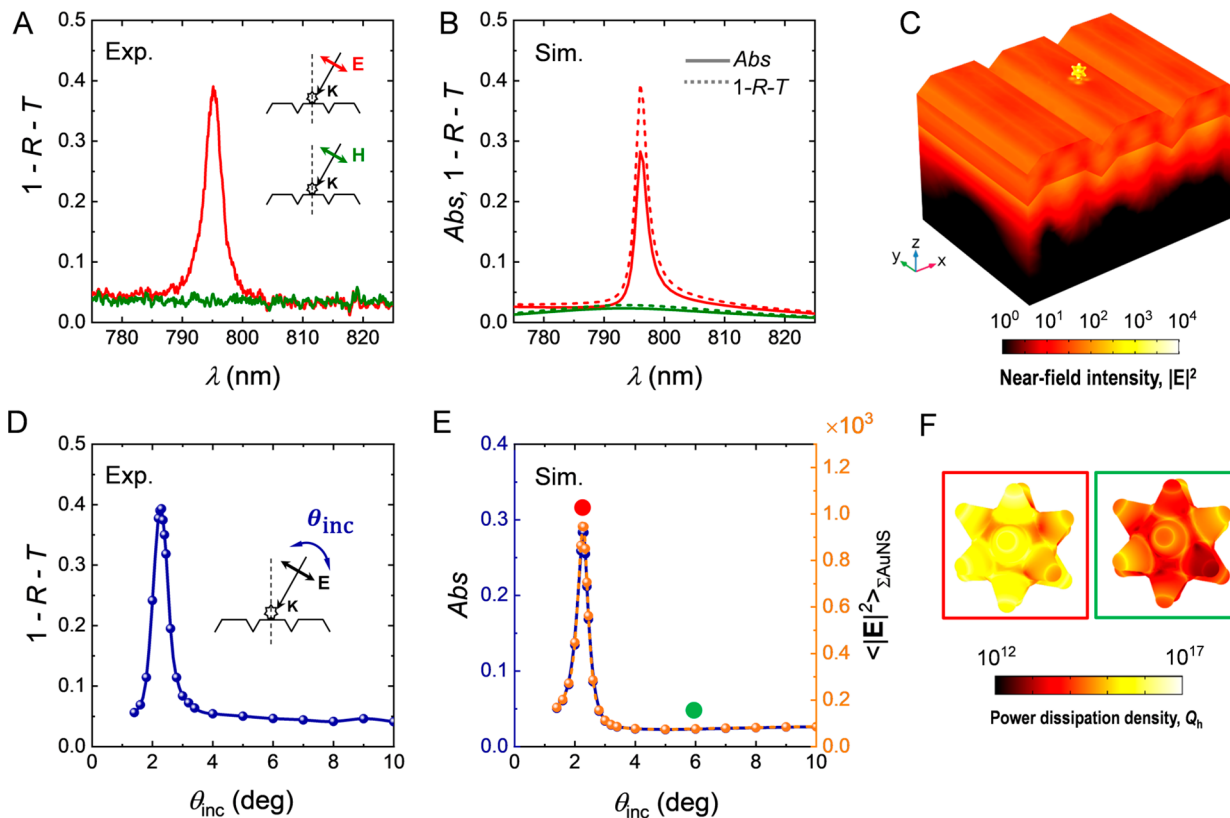 A
Exp.
0.5
0.4
0.3
0.2
0.1
0.0
1 - R - T
780
790
800
810
820
λ (nm)
E
K
H
K
B
Sim.
Abs
1-R-T
0.5
0.4
0.3
0.2
0.1
0.0
Abs, 1 - R - T
780
790
800
810
820
λ (nm)
C
z
y
x
10⁰ 10¹ 10² 10³ 10⁴
Near-field intensity, |E|²
D
Exp.
0.5
0.4
0.3
0.2
0.1
0.0
1 - R - T
0
2
4
6
8
10
θinc (deg)
θinc
E
K
E
Sim.
0.4
0.3
0.2
0.1
0.0
Abs
0
2
4
6
8
10
θinc (deg)
×10³
1.2
1.0
0.8
0.6
0.4
0.2
0.0
<|E|²>ΣAuNS
F
10¹² 10¹⁷
Power dissipation density, Qh